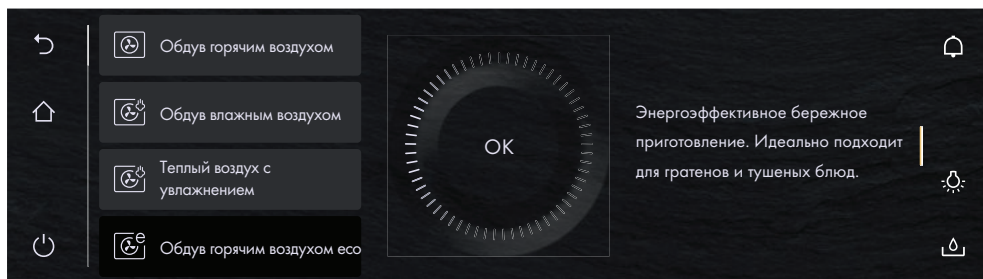 Обдув горячим воздухом
Обдув влажным воздухом
Теплый воздух с
увлажнением
Обдув горячим воздухом eco
OK
Энергоэффективное бережное
приготовление. Идеально подходит
для гратенов и тушеных блюд.